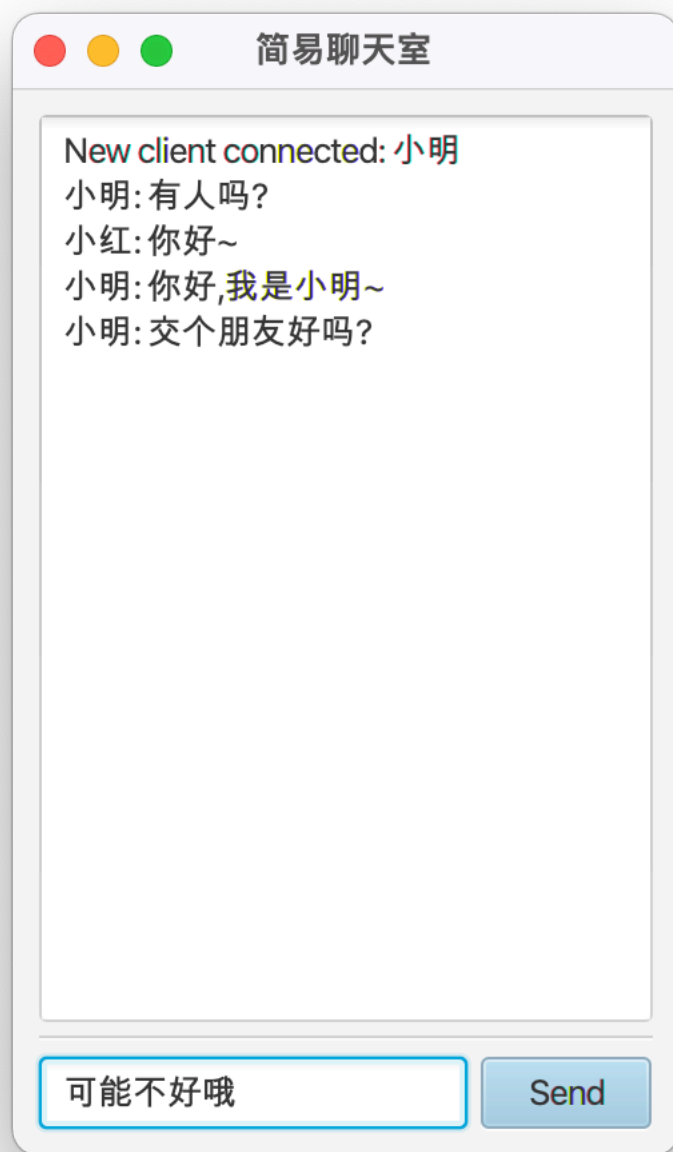 简易聊天室
New client connected: 小明
小明: 有人吗?
小红: 你好~
小明: 你好,我是小明~
小明: 交个朋友好吗?
可能不好哦
Send